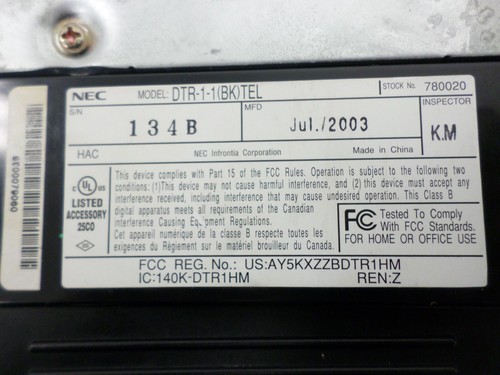 NEC MODEL: DTR-1-1(BK)TEL STOCK No. 780020
S/N 134B MFD Jul./2003 INSPECTOR K.M
HAC NEC Infrontia Corporation Made in China
UL LISTED ACCESSORY 25CO
This device complies with Part 15 of the FCC Rules. Operation is subject to the following two
conditions: (1)This device may not cause harmful interference, and (2) this device must accept any
interference received, including interference that may cause undesired operation. This Class B
digital apparatus meets all requirements of the Canadian
Interference Causing Equipment Regulations.
Cet appareil numérique de la classe B respecte toutes les
exigences du Règlement sur le matériel brouilleur du Canada.
FC Tested To Comply
With FCC Standards.
FOR HOME OR OFFICE USE
FCC REG. No.: US:AY5KXZZBDTR1HM
IC:140K-DTR1HM REN:Z